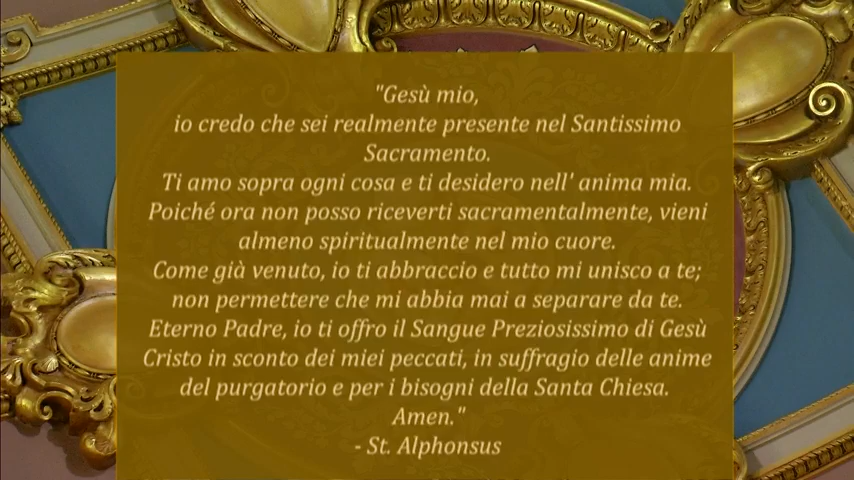 "Gesù mio,
io credo che sei realmente presente nel Santissimo
Sacramento.
Ti amo sopra ogni cosa e ti desidero nell' anima mia.
Poiché ora non posso riceverti sacramentalmente, vieni
almeno spiritualmente nel mio cuore.
Come già venuto, io ti abbraccio e tutto mi unisco a te;
non permettere che mi abbia mai a separare da te.
Eterno Padre, io ti offro il Sangue Preziosissimo di Gesù
Cristo in sconto dei miei peccati, in suffragio delle anime
del purgatorio e per i bisogni della Santa Chiesa.
Amen."
- St. Alphonsus